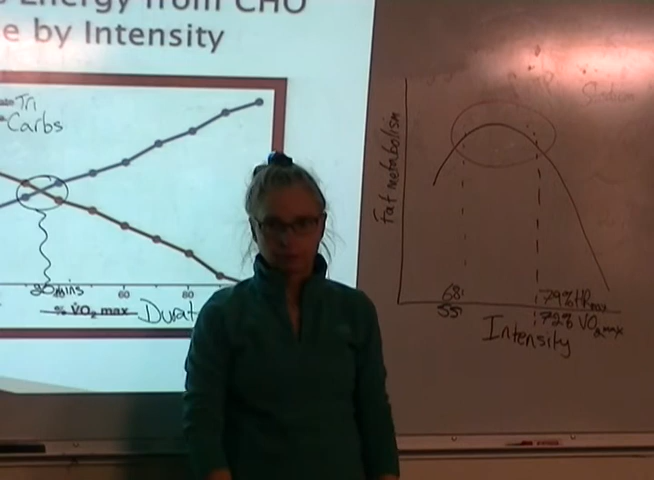 Energy from CHO
e by Intensity
Tri
Carbs
20 mins
60
80
% VO2 max
Durat
Fat metabolism
68
55
79% HRmax
72% VO2max
Intensity